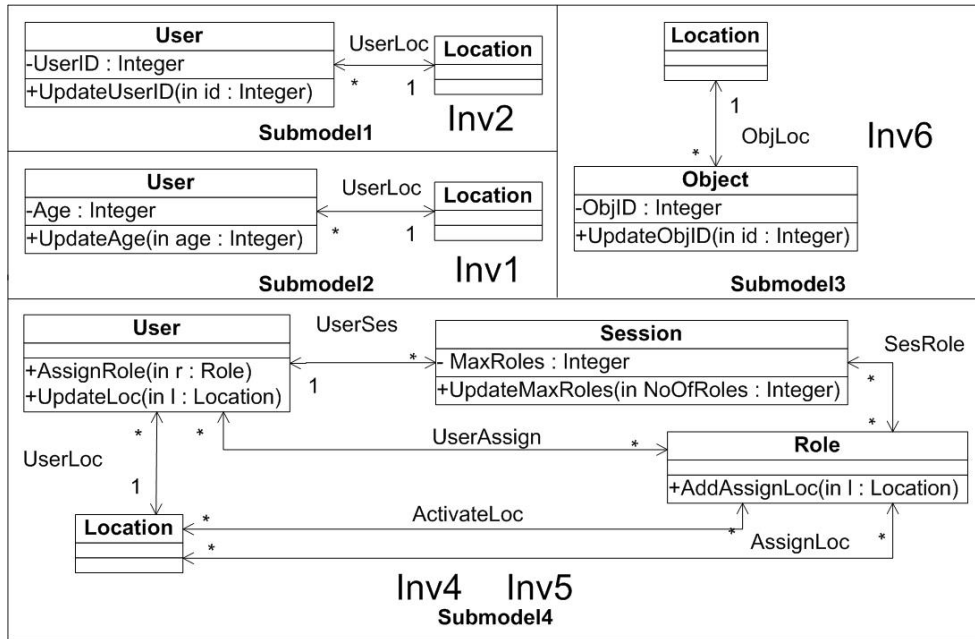 User
-UserID : Integer
+UpdateUserID(in id : Integer)
UserLoc
*
1
Location
Inv2
Submodel1
User
-Age : Integer
+UpdateAge(in age : Integer)
UserLoc
*
1
Location
Inv1
Submodel2
Location
1
ObjLoc
*
Inv6
Object
-ObjID : Integer
+UpdateObjID(in id : Integer)
Submodel3
User
+AssignRole(in r : Role)
+UpdateLoc(in l : Location)
UserSes
1
*
Session
- MaxRoles : Integer
+UpdateMaxRoles(in NoOfRoles : Integer)
SesRole
*
*
*
UserAssign
*
Role
+AddAssignLoc(in l : Location)
*
UserLoc
1
Location
*
ActivateLoc
*
*
AssignLoc
*
Inv4 Inv5
Submodel4